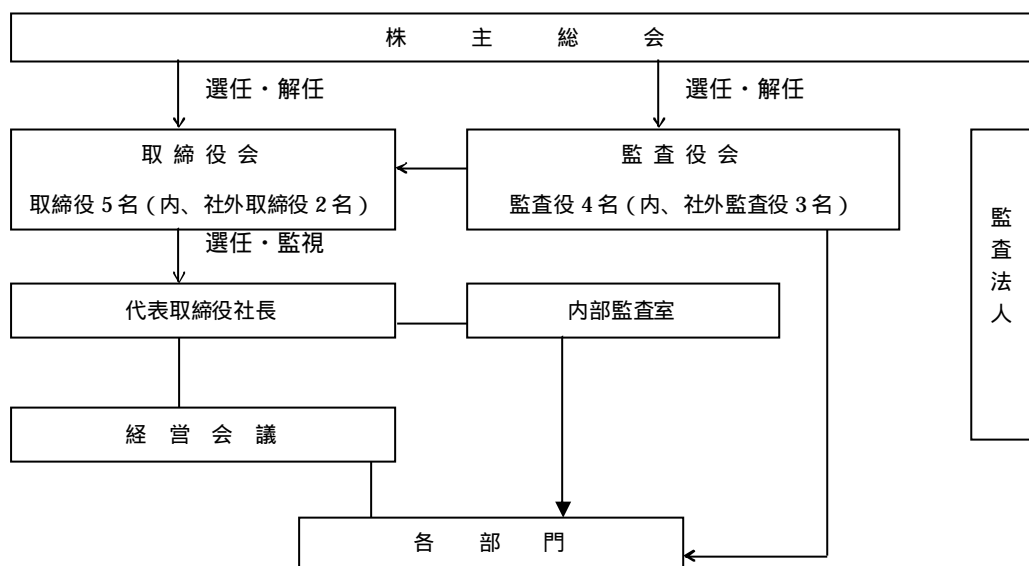 株主総会
選任・解任
選任・解任
取締役会
取締役5名(内、社外取締役2名)
監査役会
監査役4名(内、社外監査役3名)
監査法人
選任・監視
代表取締役社長
内部監査室
経営会議
各部門